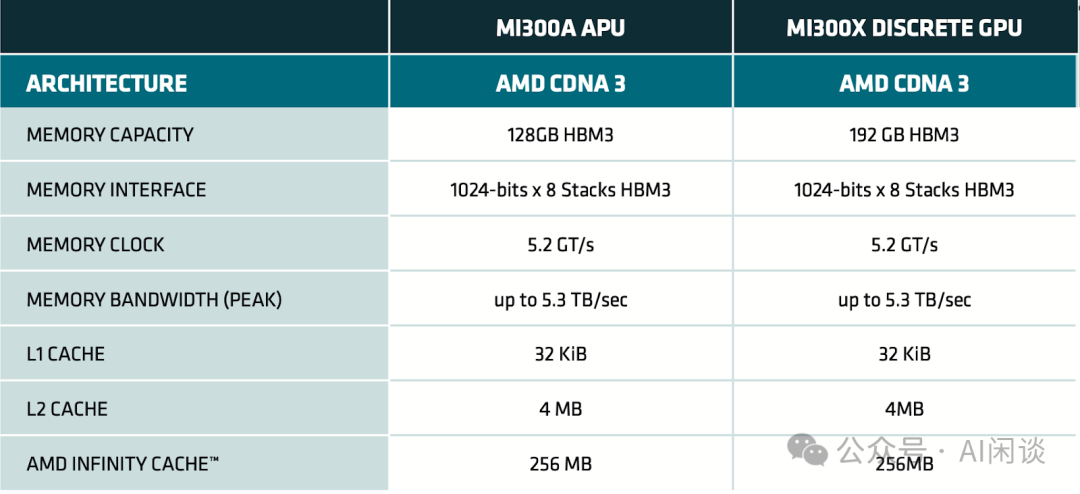 MI300A APU MI300X DISCRETE GPU
ARCHITECTURE AMD CDNA 3 AMD CDNA 3
MEMORY CAPACITY 128GB HBM3 192 GB HBM3
MEMORY INTERFACE 1024-bits x 8 Stacks HBM3 1024-bits x 8 Stacks HBM3
MEMORY CLOCK 5.2 GT/s 5.2 GT/s
MEMORY BANDWIDTH (PEAK) up to 5.3 TB/sec up to 5.3 TB/sec
L1 CACHE 32 KiB 32 KiB
L2 CACHE 4 MB 4MB
AMD INFINITY CACHE™ 256 MB 256MB
公众号 · AI闲谈